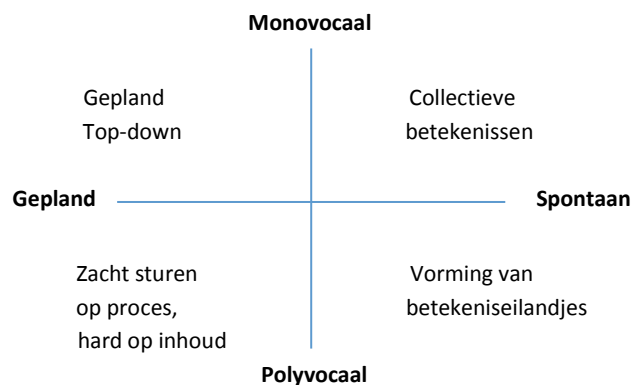 Monovocaal
Gepland
Top-down
Collectieve
betekenissen
Gepland
Spontaan
Zacht sturen
op proces,
hard op inhoud
Vorming van
betekeniseilandjes
Polyvocaal